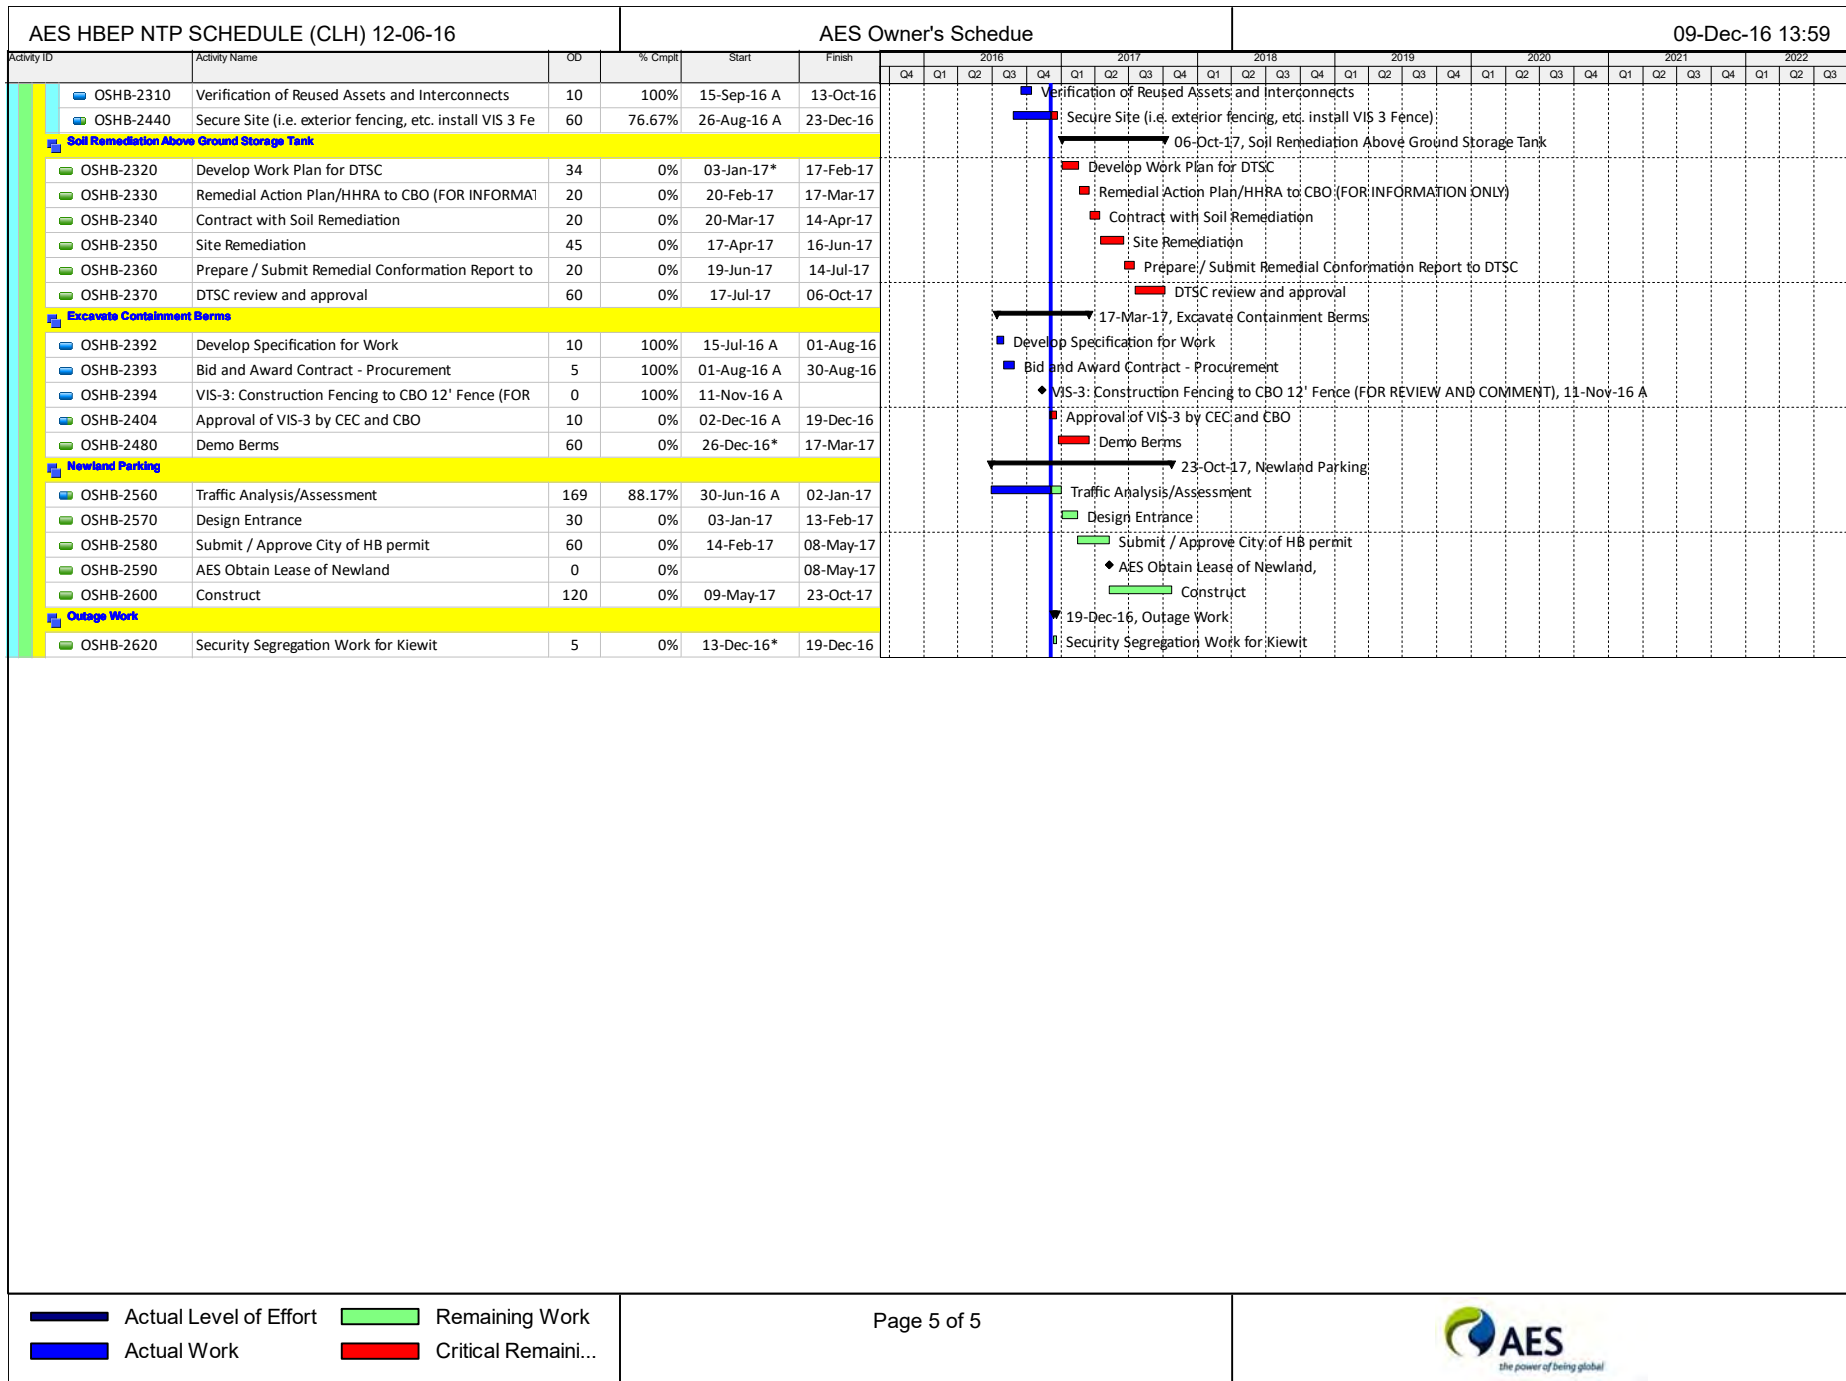 AES HBEP NTP SCHEDULE (CLH) 12-06-16 AES Owner's Schedue 09-Dec-16 13:59
Activity ID Activity Name OD % Cmplt Start Finish 2016 2017 2018 2019 2020 2021 2022
Q4 Q1 Q2 Q3 Q4 Q1 Q2 Q3 Q4 Q1 Q2 Q3 Q4 Q1 Q2 Q3 Q4 Q1 Q2 Q3 Q4 Q1 Q2 Q3 Q4 Q1 Q2 Q3
OSHB-2310 Verification of Reused Assets and Interconnects 10 100% 15-Sep-16 A 13-Oct-16 Verification of Reused Assets and Interconnects
OSHB-2440 Secure Site (i.e. exterior fencing, etc. install VIS 3 Fe 60 76.67% 26-Aug-16 A 23-Dec-16 Secure Site (i.e. exterior fencing, etc. install VIS 3 Fence)
Soil Remediation Above Ground Storage Tank 06-Oct-17, Soil Remediation Above Ground Storage Tank
OSHB-2320 Develop Work Plan for DTSC 34 0% 03-Jan-17* 17-Feb-17 Develop Work Plan for DTSC
OSHB-2330 Remedial Action Plan/HHRA to CBO (FOR INFORMAT 20 0% 20-Feb-17 17-Mar-17 Remedial Action Plan/HHRA to CBO (FOR INFORMATION ONLY)
OSHB-2340 Contract with Soil Remediation 20 0% 20-Mar-17 14-Apr-17 Contract with Soil Remediation
OSHB-2350 Site Remediation 45 0% 17-Apr-17 16-Jun-17 Site Remediation
OSHB-2360 Prepare / Submit Remedial Conformation Report to 20 0% 19-Jun-17 14-Jul-17 Prepare / Submit Remedial Conformation Report to DTSC
OSHB-2370 DTSC review and approval 60 0% 17-Jul-17 06-Oct-17 DTSC review and approval
Excavate Containment Berms 17-Mar-17, Excavate Containment Berms
OSHB-2392 Develop Specification for Work 10 100% 15-Jul-16 A 01-Aug-16 Develop Specification for Work
OSHB-2393 Bid and Award Contract - Procurement 5 100% 01-Aug-16 A 30-Aug-16 Bid and Award Contract - Procurement
OSHB-2394 VIS-3: Construction Fencing to CBO 12' Fence (FOR 0 100% 11-Nov-16 A VIS-3: Construction Fencing to CBO 12' Fence (FOR REVIEW AND COMMENT), 11-Nov-16 A
OSHB-2404 Approval of VIS-3 by CEC and CBO 10 0% 02-Dec-16 A 19-Dec-16 Approval of VIS-3 by CEC and CBO
OSHB-2480 Demo Berms 60 0% 26-Dec-16* 17-Mar-17 Demo Berms
Newland Parking 23-Oct-17, Newland Parking
OSHB-2560 Traffic Analysis/Assessment 169 88.17% 30-Jun-16 A 02-Jan-17 Traffic Analysis/Assessment
OSHB-2570 Design Entrance 30 0% 03-Jan-17 13-Feb-17 Design Entrance
OSHB-2580 Submit / Approve City of HB permit 60 0% 14-Feb-17 08-May-17 Submit / Approve City of HB permit
OSHB-2590 AES Obtain Lease of Newland 0 0% 08-May-17 AES Obtain Lease of Newland,
OSHB-2600 Construct 120 0% 09-May-17 23-Oct-17 Construct
Outage Work 19-Dec-16, Outage Work
OSHB-2620 Security Segregation Work for Kiewit 5 0% 13-Dec-16* 19-Dec-16 Security Segregation Work for Kiewit
Actual Level of Effort Remaining Work Page 5 of 5
Actual Work Critical Remaini...
AES
the power of being global